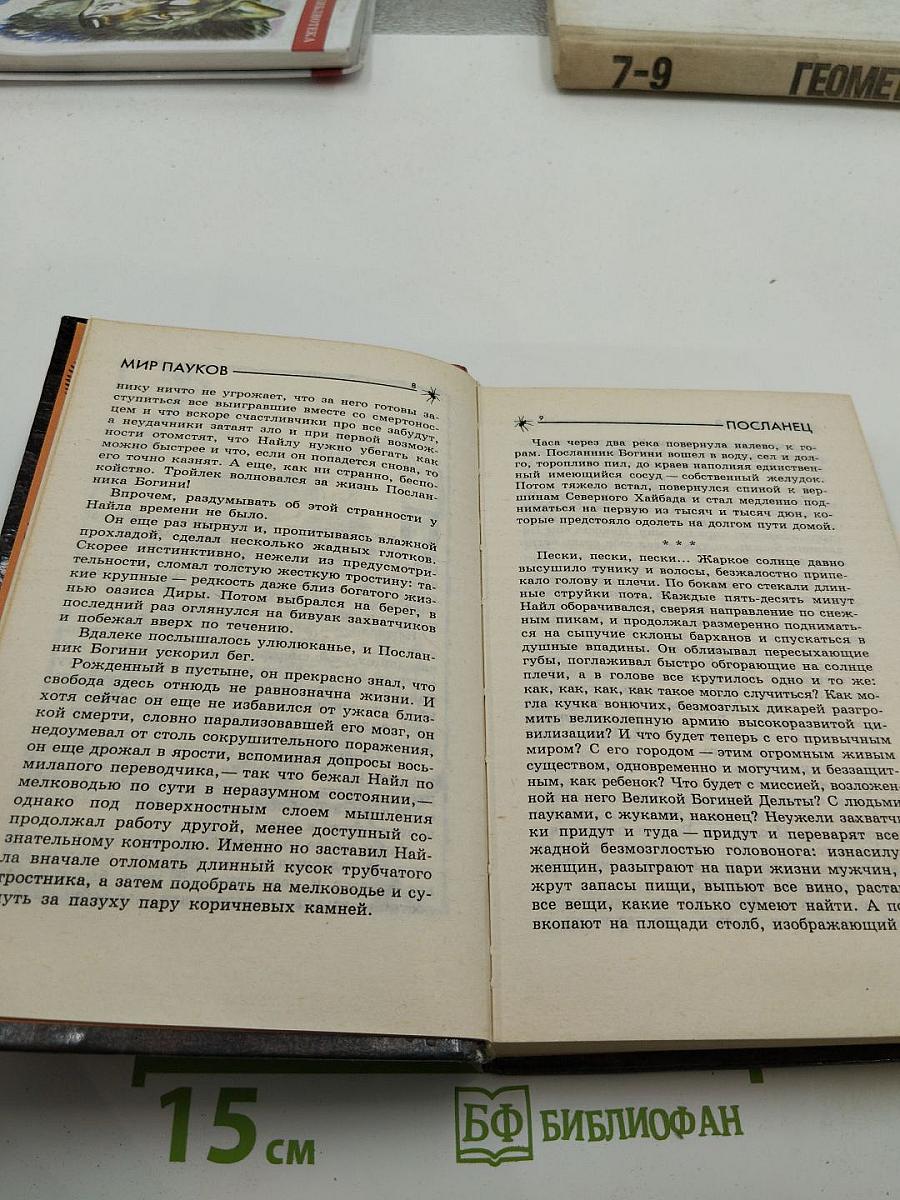 БИБЛИОТЕКА
7-9
ГЕОМЕТ
МИР ПАУКОВ
8
нику ничто не угрожает, что за него готовы за-
ступиться все выигравшие вместе со смертонос-
цем и что вскоре счастливчики про все забудут,
а неудачники затаят зло и при первой возмож-
ности отомстят, что Найлу нужно убегать как
можно быстрее и что, если он попадется снова, то
его точно казнят. А еще, как ни странно, беспо-
койство. Тройлек волновался за жизнь Послан-
ника Богини!
Впрочем, раздумывать об этой странности у
Найла времени не было.
Он еще раз нырнул и, пропитываясь влажной
прохладой, сделал несколько жадных глотков.
Скорее инстинктивно, нежели из предусмотри-
тельности, сломал толстую жесткую тростину: та-
кие крупные — редкость даже близ богатого жиз-
нью оазиса Диры. Потом выбрался на берег, в
последний раз оглянулся на бивуак захватчиков
и побежал вверх по течению.
Вдалеке послышалось улюлюканье, и Послан-
ник Богини ускорил бег.
Рожденный в пустыне, он прекрасно знал, что
свобода здесь отнюдь не равнозначна жизни. И
хотя сейчас он еще не избавился от ужаса близ-
кой смерти, словно парализовавшей его мозг, он
недоумевал от столь сокрушительного поражения,
он еще дрожал в ярости, вспоминая допросы вось-
милапого переводчика,— так что бежал Найл по
мелководью по сути в неразумном состоянии,—
однако под поверхностным слоем мышления
продолжал работу другой, менее доступный со-
знательному контролю. Именно но заставил Най-
ла вначале отломать длинный кусок трубчатого
тростника, а затем подобрать на мелководье и су-
нуть за пазуху пару коричневых камней.
9
ПОСЛАНЕЦ
Часа через два река повернула налево, к го-
рам. Посланник Богини вошел в воду, сел и дол-
го, торопливо пил, до краев наполняя единствен-
ный имеющийся сосуд — собственный желудок.
Потом тяжело встал, повернулся спиной к вер-
шинам Северного Хайбада и стал медленно под-
ниматься на первую из тысяч и тысяч дюн, ко-
торые предстояло одолеть на долгом пути домой.
* * *
Пески, пески, пески... Жаркое солнце давно
высушило тунику и волосы, безжалостно припе-
кало голову и плечи. По бокам его стекали длин-
ные струйки пота. Каждые пять-десять минут
Найл оборачивался, сверяя направление по снеж-
ным пикам, и продолжал размеренно поднимать-
ся на сыпучие склоны барханов и спускаться в
душные впадины. Он облизывал пересыхающие
губы, поглаживал быстро обгорающие на солнце
плечи, а в голове все крутилось одно и то же:
как, как, как, как такое могло случиться? Как мо-
гла кучка вонючих, безмозглых дикарей разгро-
мить великолепную армию высокоразвитой ци-
вилизации? И что будет теперь с его привычным
миром? С его городом — этим огромным живым
существом, одновременно и могучим, и беззащит-
ным, как ребенок? Что будет с миссией, возложен-
ной на него Великой Богиней Дельты? С людьми
пауками, с жуками, наконец? Неужели захватчи
ки придут и туда — придут и переварят все
жадной безмозглостью головонога: изнасилу
женщин, разыграют на пари жизни мужчин,
жрут запасы пищи, выпьют все вино, раста
все вещи, какие только сумеют найти. А по
вкопают на площади столб, изображающий
15 см
БФ БИБЛИОФАН